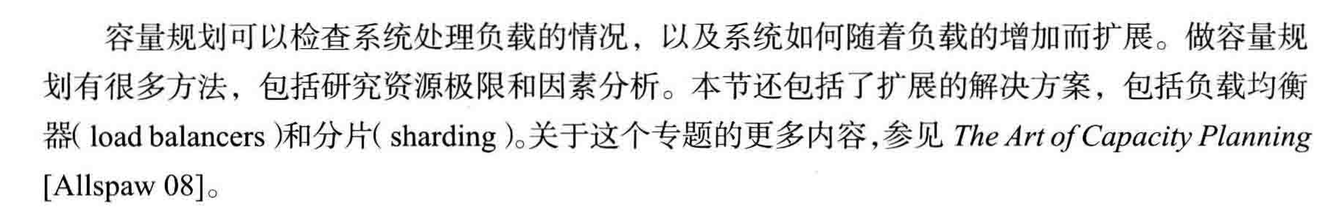 容量规划可以检查系统处理负载的情况，以及系统如何随着负载的增加而扩展。做容量规
划有很多方法，包括研究资源极限和因素分析。本节还包括了扩展的解决方案，包括负载均衡
器（load balancers）和分片（sharding）。关于这个专题的更多内容，参见 The Art of Capacity Planning
[Allspaw 08]。